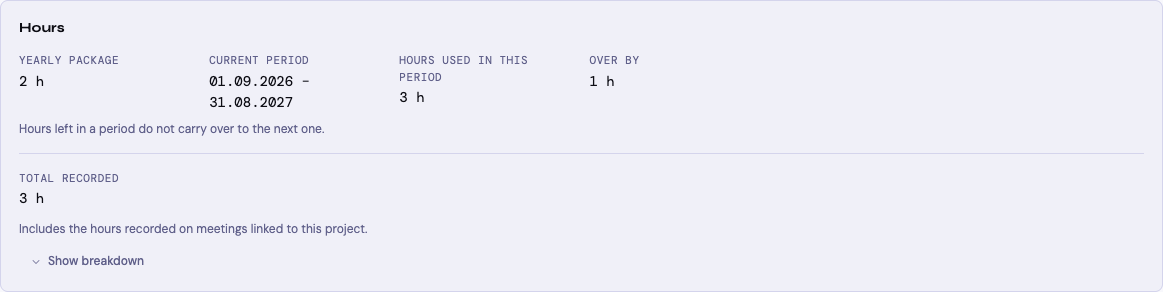 Hours
YEARLY PACKAGE
2 h
CURRENT PERIOD
01.09.2026 –
31.08.2027
HOURS USED IN THIS
PERIOD
3 h
OVER BY
1 h
Hours left in a period do not carry over to the next one.
TOTAL RECORDED
3 h
Includes the hours recorded on meetings linked to this project.
Show breakdown